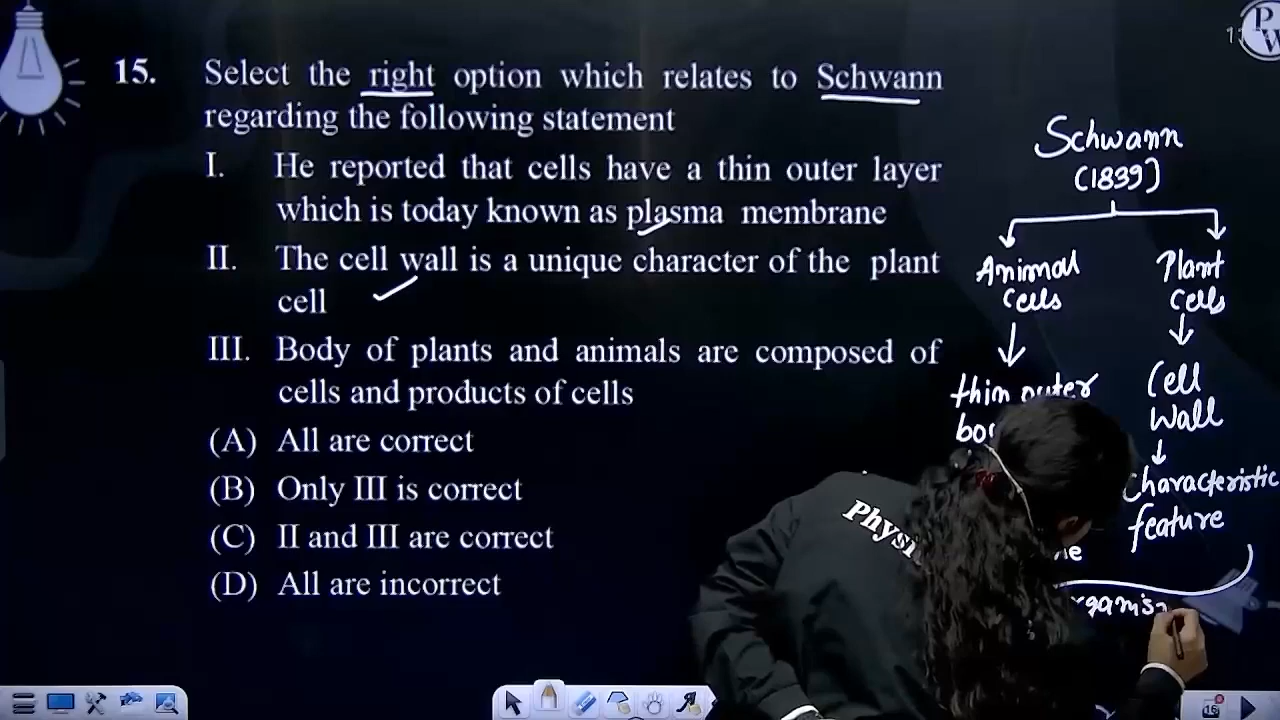 15. Select the right option which relates to Schwann
regarding the following statement
I. He reported that cells have a thin outer layer
which is today known as plasma membrane
II. The cell wall is a unique character of the plant
cell
III. Body of plants and animals are composed of
cells and products of cells
(A) All are correct
(B) Only III is correct
(C) II and III are correct
(D) All are incorrect
Schwann
(1839)
Animal
Cells
thin outer
Plant
Cells
Cell
Wall
Characteristic
feature
Physi
PW
16